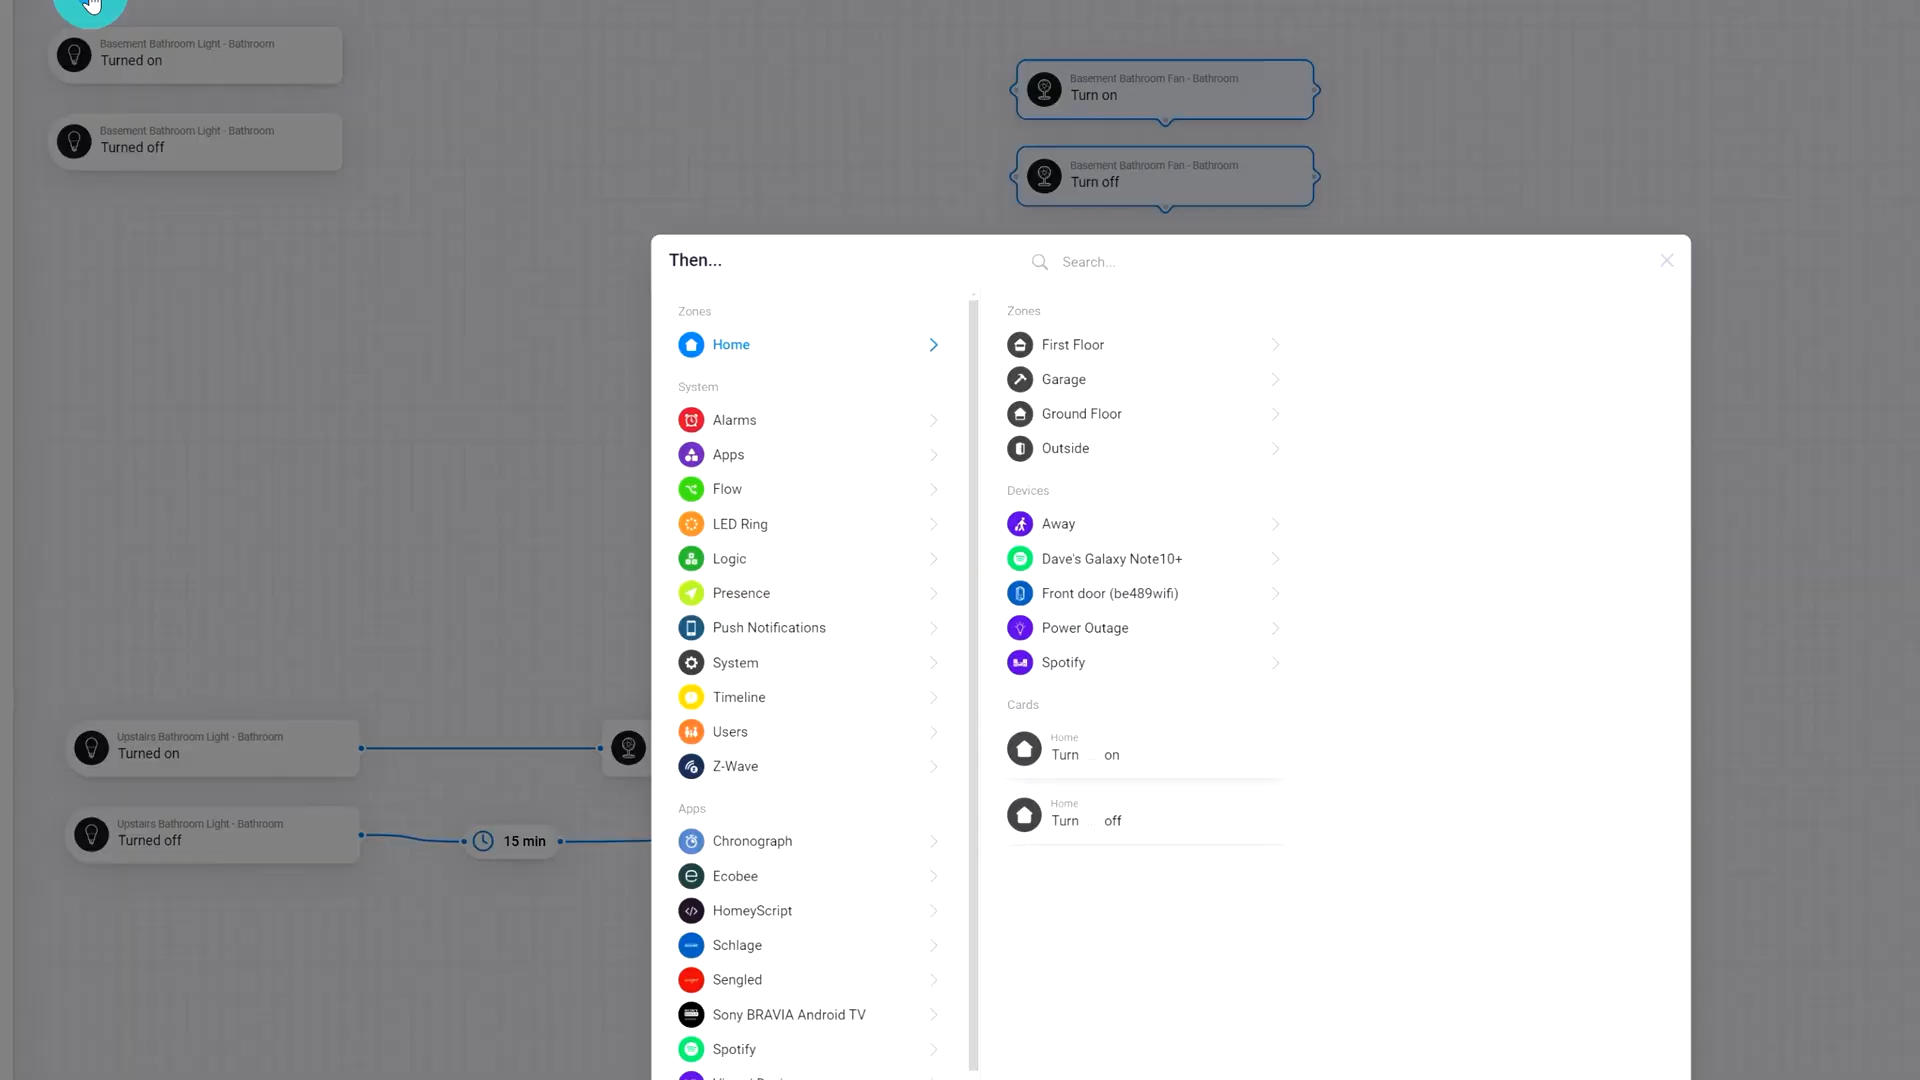 Basement Bathroom Light - Bathroom
Turned on
Basement Bathroom Light - Bathroom
Turned off
Basement Bathroom Fan - Bathroom
Turn on
Basement Bathroom Fan - Bathroom
Turn off
Then...
Search...
Zones
Home
System
Alarms
Apps
Flow
LED Ring
Logic
Presence
Push Notifications
System
Timeline
Users
Z-Wave
Apps
Chronograph
Ecobee
HomeyScript
Schlage
Sengled
Sony BRAVIA Android TV
Spotify
Zones
First Floor
Garage
Ground Floor
Outside
Devices
Away
Dave's Galaxy Note10+
Front door (be489wifi)
Power Outage
Spotify
Cards
Home
Turn ... on
Home
Turn ... off
Upstairs Bathroom Light - Bathroom
Turned on
Upstairs Bathroom Light - Bathroom
Turned off
15 min